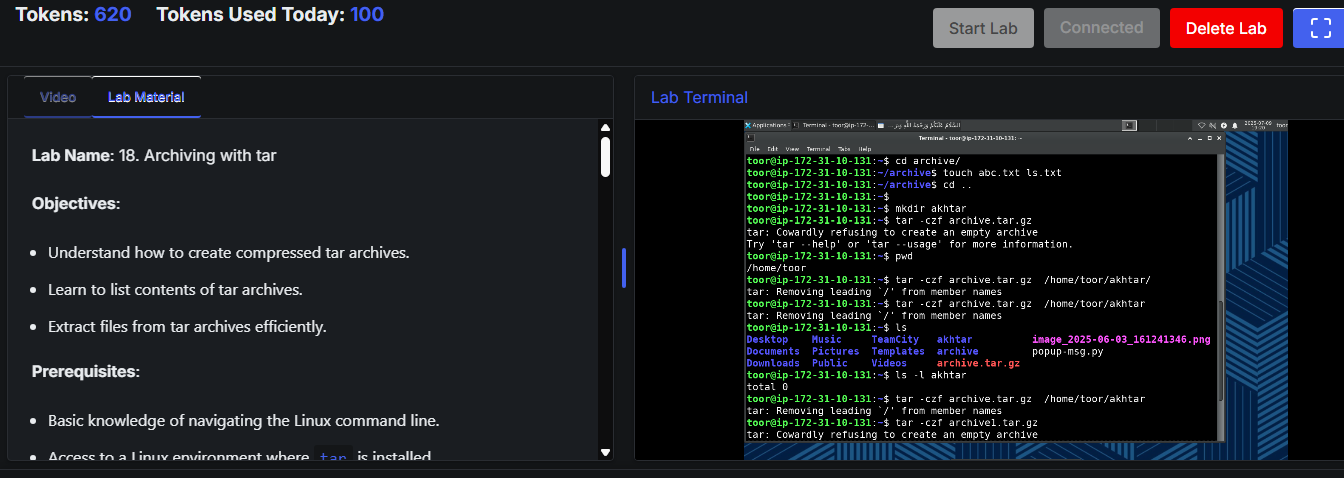 Tokens: 620 Tokens Used Today: 100
Start Lab
Connected
Delete Lab
Video
Lab Material
Lab Name: 18. Archiving with tar
Objectives:
Understand how to create compressed tar archives.
Learn to list contents of tar archives.
Extract files from tar archives efficiently.
Prerequisites:
Basic knowledge of navigating the Linux command line.
Access to a Linux environment where tar is installed
Lab Terminal
Applications
Terminal - toor@ip-172-...
Terminal - toor@ip-172-31-10-131: ~
File Edit View Terminal Tabs Help
toor@ip-172-31-10-131:~$ cd archive/
toor@ip-172-31-10-131:~/archive$ touch abc.txt ls.txt
toor@ip-172-31-10-131:~/archive$ cd ..
toor@ip-172-31-10-131:~$
toor@ip-172-31-10-131:~$ mkdir akhtar
toor@ip-172-31-10-131:~$ tar -czf archive.tar.gz
tar: Cowardly refusing to create an empty archive
Try 'tar --help' or 'tar --usage' for more information.
toor@ip-172-31-10-131:~$ pwd
/home/toor
toor@ip-172-31-10-131:~$ tar -czf archive.tar.gz  /home/toor/akhtar/
tar: Removing leading `/' from member names
toor@ip-172-31-10-131:~$ tar -czf archive.tar.gz  /home/toor/akhtar
tar: Removing leading `/' from member names
toor@ip-172-31-10-131:~$ ls
Desktop Music TeamCity akhtar image_2025-06-03_161241346.png
Documents Pictures Templates archive popup-msg.py
Downloads Public Videos archive.tar.gz
toor@ip-172-31-10-131:~$ ls -l akhtar
total 0
toor@ip-172-31-10-131:~$ tar -czf archive.tar.gz  /home/toor/akhtar
tar: Removing leading `/' from member names
toor@ip-172-31-10-131:~$ tar -czf archive1.tar.gz
tar: Cowardly refusing to create an empty archive